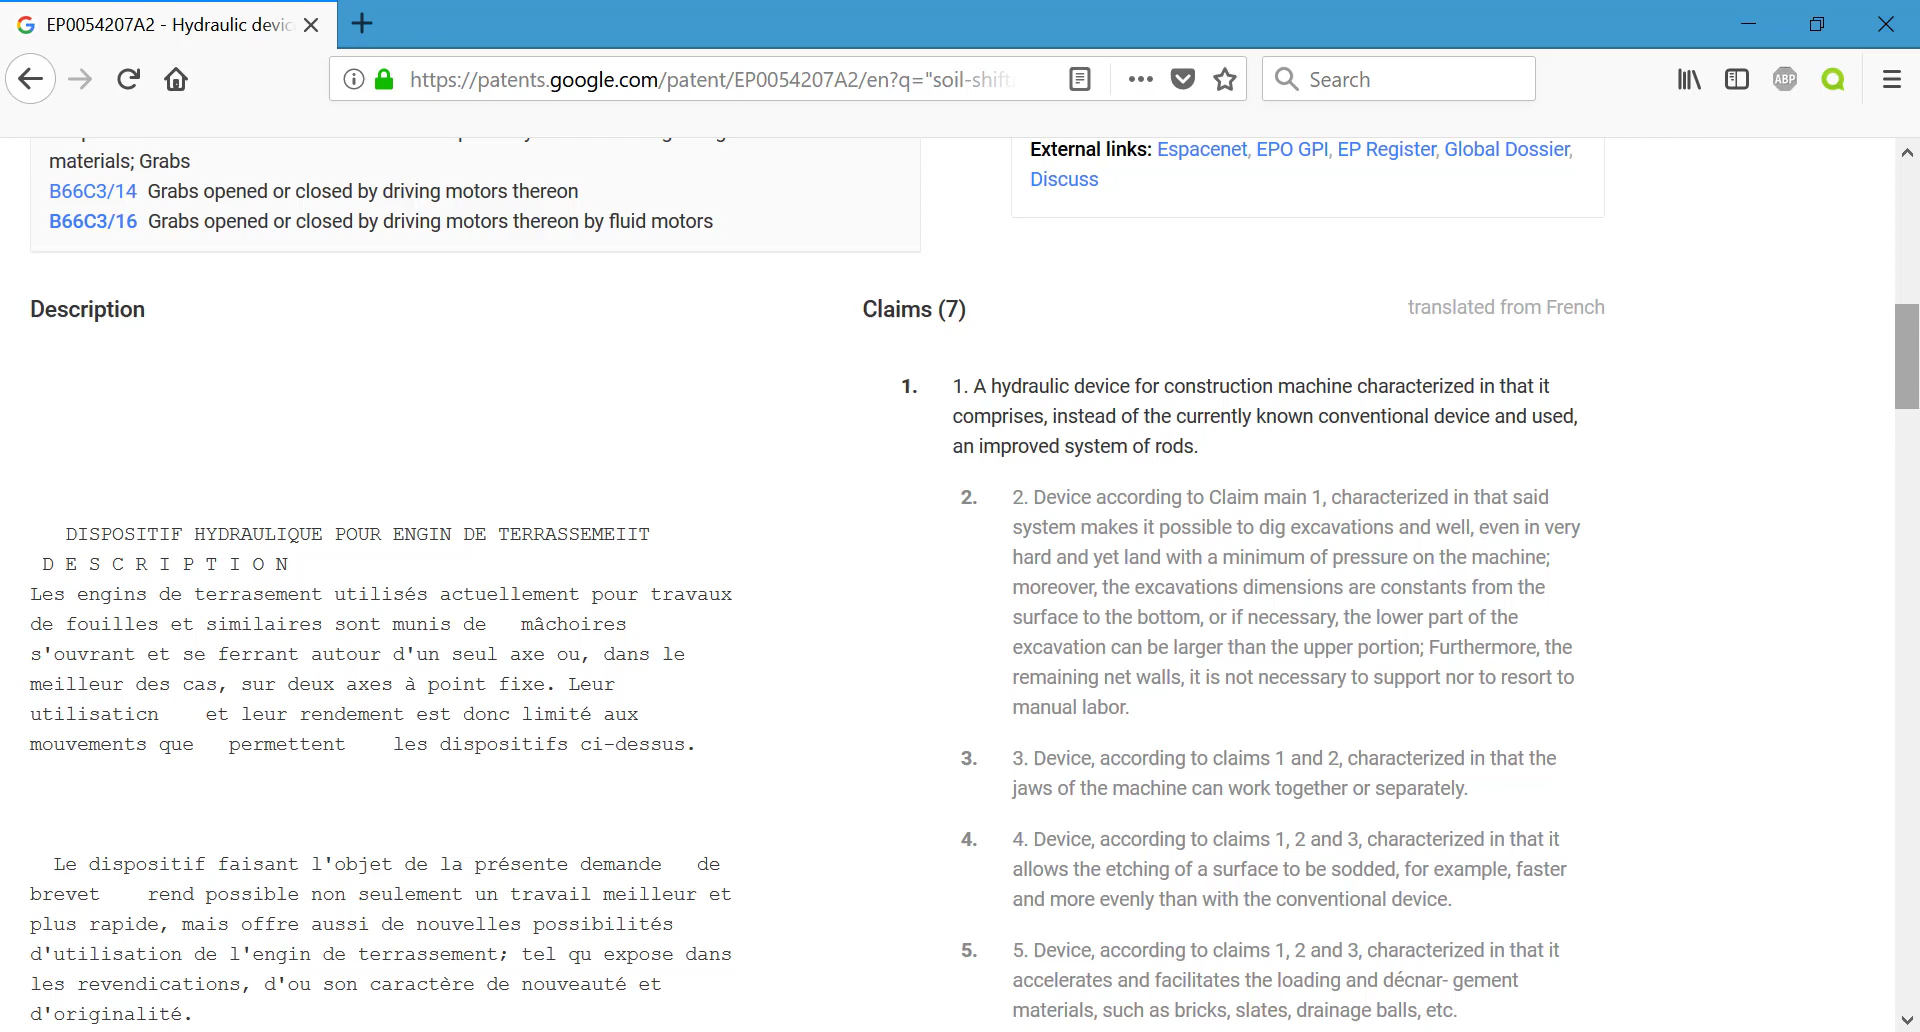 EP0054207A2 - Hydraulic devic
https://patents.google.com/patent/EP0054207A2/en?q="soil-shift
Search
ABP
materials; Grabs
B66C3/14 Grabs opened or closed by driving motors thereon
B66C3/16 Grabs opened or closed by driving motors thereon by fluid motors
External links: Espacenet, EPO GPI, EP Register, Global Dossier,
Discuss
Description
DISPOSITIF HYDRAULIQUE POUR ENGIN DE TERRASSEMEIIT
D E S C R I P T I O N
Les engins de terrasement utilisés actuellement pour travaux
de fouilles et similaires sont munis de mâchoires
s'ouvrant et se ferrant autour d'un seul axe ou, dans le
meilleur des cas, sur deux axes à point fixe. Leur
utilisaticn et leur rendement est donc limité aux
mouvements que permettent les dispositifs ci-dessus.
Le dispositif faisant l'objet de la présente demande de
brevet rend possible non seulement un travail meilleur et
plus rapide, mais offre aussi de nouvelles possibilités
d'utilisation de l'engin de terrassement; tel qu expose dans
les revendications, d'ou son caractère de nouveauté et
d'originalité.
Claims (7)
translated from French
1. 1. A hydraulic device for construction machine characterized in that it
comprises, instead of the currently known conventional device and used,
an improved system of rods.
2. 2. Device according to Claim main 1, characterized in that said
system makes it possible to dig excavations and well, even in very
hard and yet land with a minimum of pressure on the machine;
moreover, the excavations dimensions are constants from the
surface to the bottom, or if necessary, the lower part of the
excavation can be larger than the upper portion; Furthermore, the
remaining net walls, it is not necessary to support nor to resort to
manual labor.
3. 3. Device, according to claims 1 and 2, characterized in that the
jaws of the machine can work together or separately.
4. 4. Device, according to claims 1, 2 and 3, characterized in that it
allows the etching of a surface to be sodded, for example, faster
and more evenly than with the conventional device.
5. 5. Device, according to claims 1, 2 and 3, characterized in that it
accelerates and facilitates the loading and décnar- gement
materials, such as bricks, slates, drainage balls, etc.